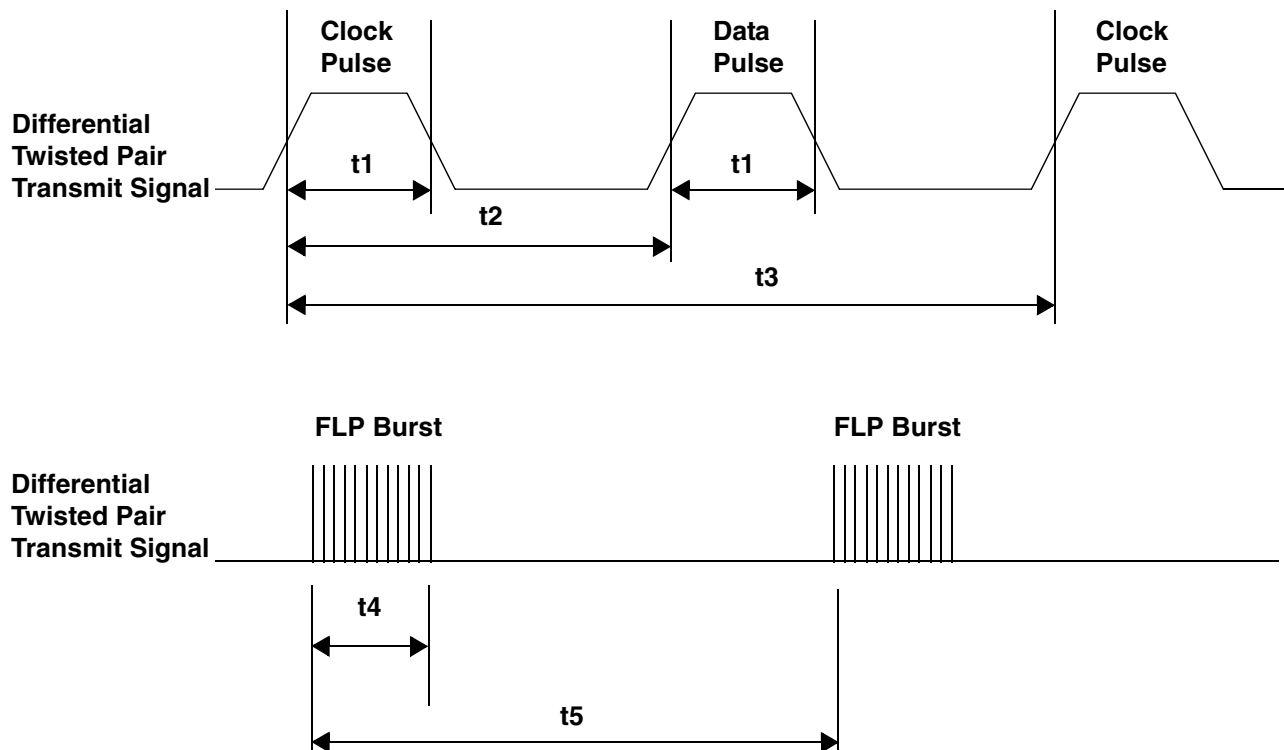 Clock
Pulse
Data
Pulse
Clock
Pulse
Differential
Twisted Pair
Transmit Signal
t1
t1
t2
t3
FLP Burst
FLP Burst
Differential
Twisted Pair
Transmit Signal
t4
t5